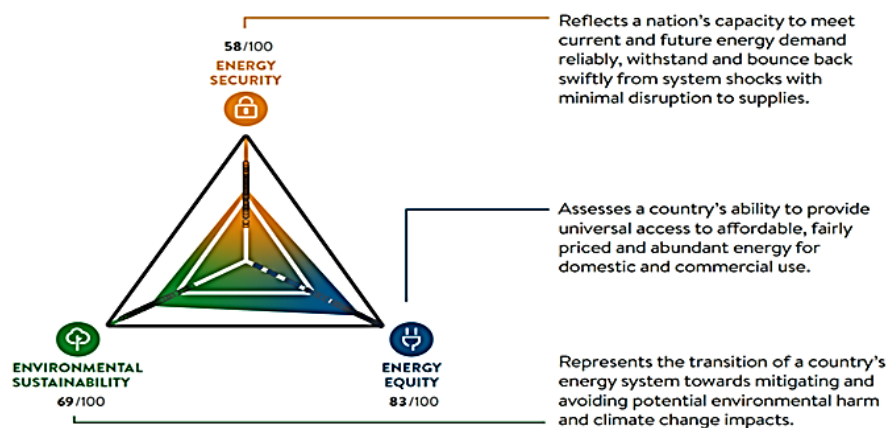 58/100
ENERGY
SECURITY
Reflects a nation's capacity to meet
current and future energy demand
reliably, withstand and bounce back
swiftly from system shocks with
minimal disruption to supplies.
Assesses a country's ability to provide
universal access to affordable, fairly
priced and abundant energy for
domestic and commercial use.
ENVIRONMENTAL
SUSTAINABILITY
69/100
ENERGY
EQUITY
83/100
Represents the transition of a country's
energy system towards mitigating and
avoiding potential environmental harm
and climate change impacts.